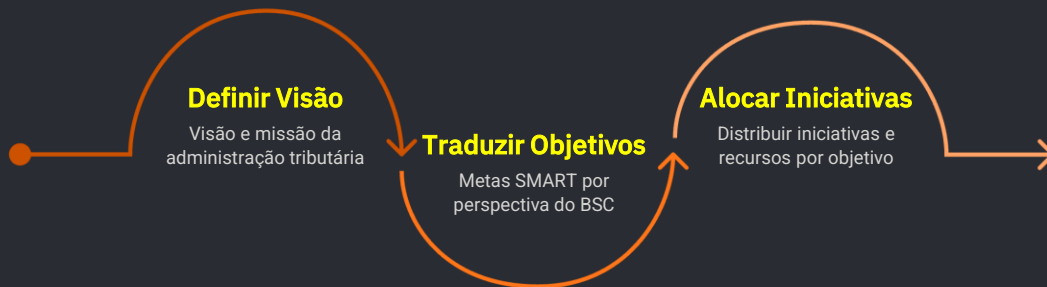 Definir Visão
Visão e missão da
administração tributária
Traduzir Objetivos
Metas SMART por
perspectiva do BSC
Alocar Iniciativas
Distribuir iniciativas e
recursos por objetivo